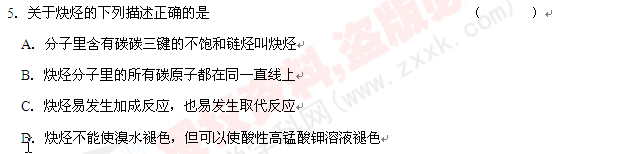 5. 关于炔烃的下列描述正确的是 （ ）
A. 分子里含有碳碳三键的不饱和链烃叫炔烃
B. 炔烃分子里的所有碳原子都在同一直线上
C. 炔烃易发生加成反应，也易发生取代反应
D. 炔烃不能使溴水褪色，但可以使酸性高锰酸钾溶液褪色